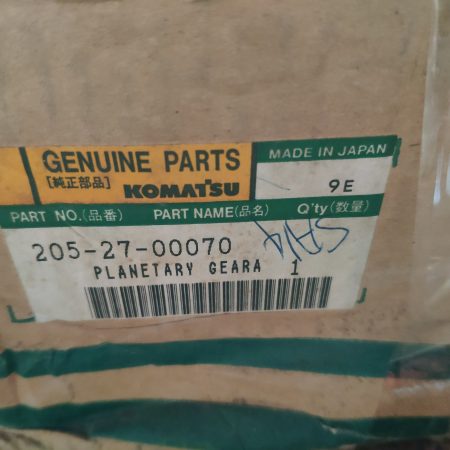 GENUINE PARTS
[純正部品] KOMATSU
MADE IN JAPAN
9E
PART NO.(品番) PART NAME(品名) Q'ty(数量)
205-27-00070
PLANETARY GEARA 1